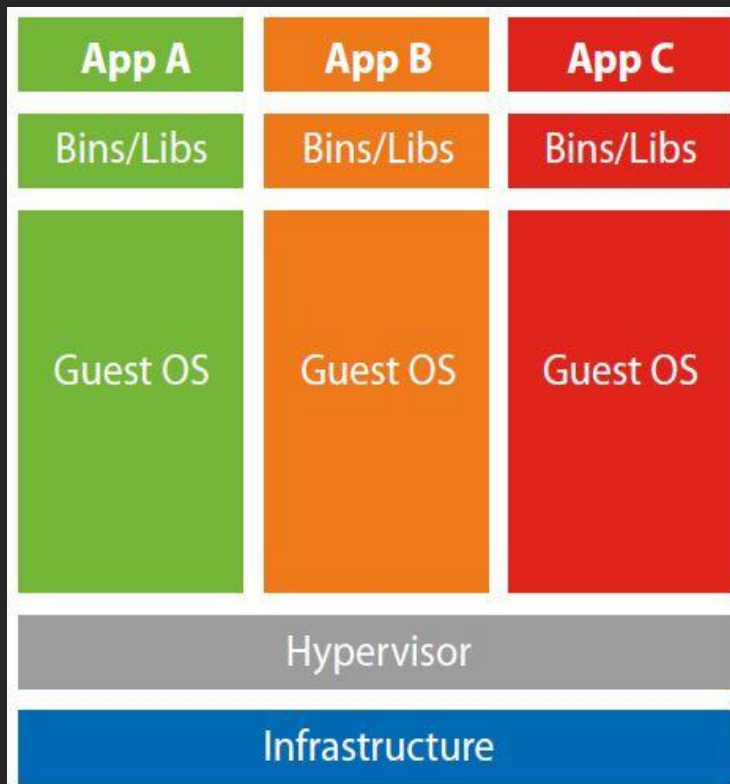 App A App B App C
Bins/Libs Bins/Libs Bins/Libs
Guest OS Guest OS Guest OS
Hypervisor
Infrastructure